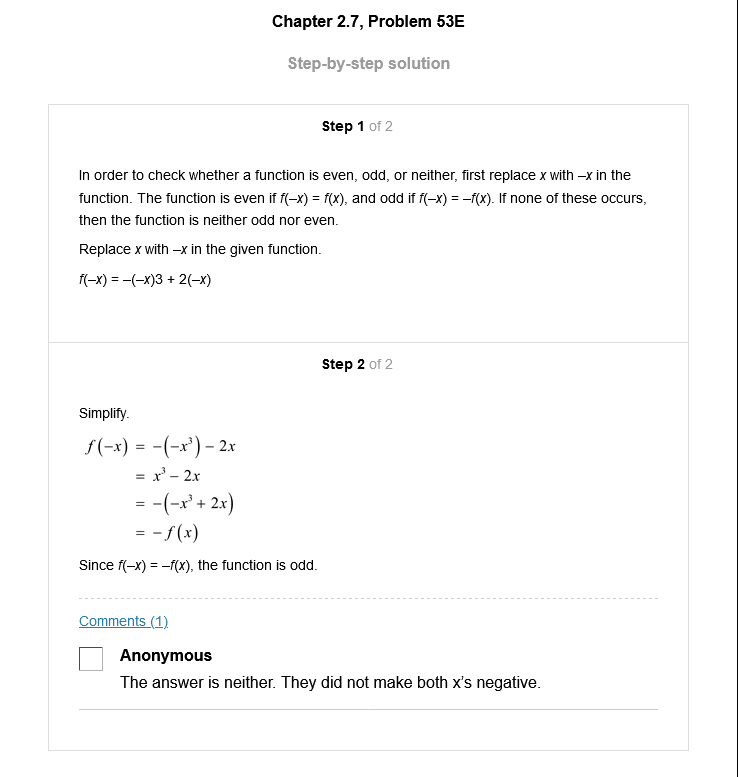 Chapter 2.7, Problem 53E
Step-by-step solution
Step 1 of 2
In order to check whether a function is even, odd, or neither, first replace x with –x in the
function. The function is even if f(–x) = f(x), and odd if f(–x) = –f(x). If none of these occurs,
then the function is neither odd nor even.
Replace x with –x in the given function.
f(–x) = –(–x)3 + 2(–x)
Step 2 of 2
Simplify.
f(−x) = −(−x³) − 2x
= x³ − 2x
= −(−x³ + 2x)
= −f(x)
Since f(–x) = –f(x), the function is odd.
Comments (1)
Anonymous
The answer is neither. They did not make both x's negative.